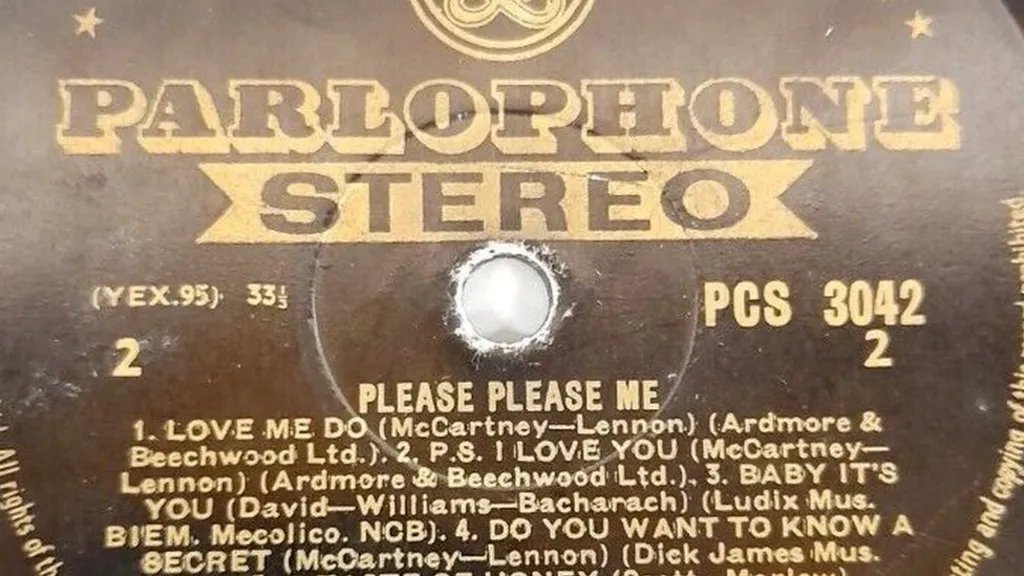 PARLOPHONE
STEREO
(YEX.95) 33⅓
PCS 3042
2
2
PLEASE PLEASE ME
1. LOVE ME DO (McCartney—Lennon) (Ardmore &
Beechwood Ltd.). 2. P.S. I LOVE YOU (McCartney—
Lennon) (Ardmore & Beechwood Ltd.). 3. BABY IT'S
YOU (David—Williams—Bacharach) (Ludix Mus.
BIEM. Mecolico. NCB). 4. DO YOU WANT TO KNOW A
SECRET (McCartney—Lennon) (Dick James Mus.
HONEY
All rights of the
and copying of this
prohibited.